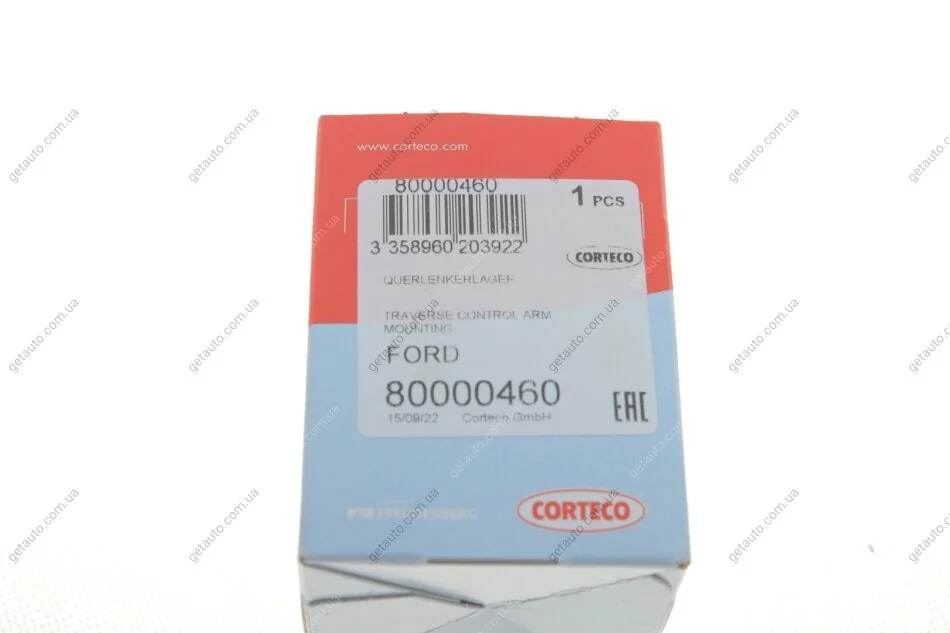 www.corteco.com
80000460
1 PCS
3 358960 203922
CORTECO
QUERLENKERLAGER
TRAVERSE CONTROL ARM
MOUNTING
FORD
80000460
EAC
15/09/22 Corteco GmbH
FREUDENBERG
CORTECO
getauto.com.ua